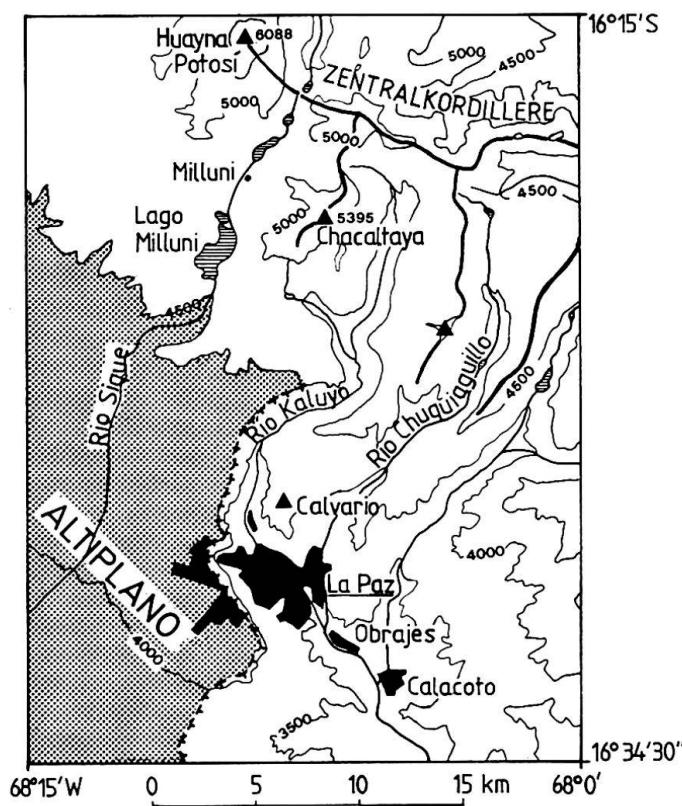 16°15'S
Huayna
Potosí
6088
5000
4500
ZENTRALKORDILLERE
5000
5000
Milluni
4500
Lago
Milluni
5000
5395
Chacaltaya
4500
Rio Sique
Rio Kaluyo
Rio Chuquiaguillo
4500
Calvario
ALTIPLANO
4000
La Paz
Obrajes
4000
Calacoto
3500
16°34'30"
68°15'W
0
5
10
15 km
68°0'